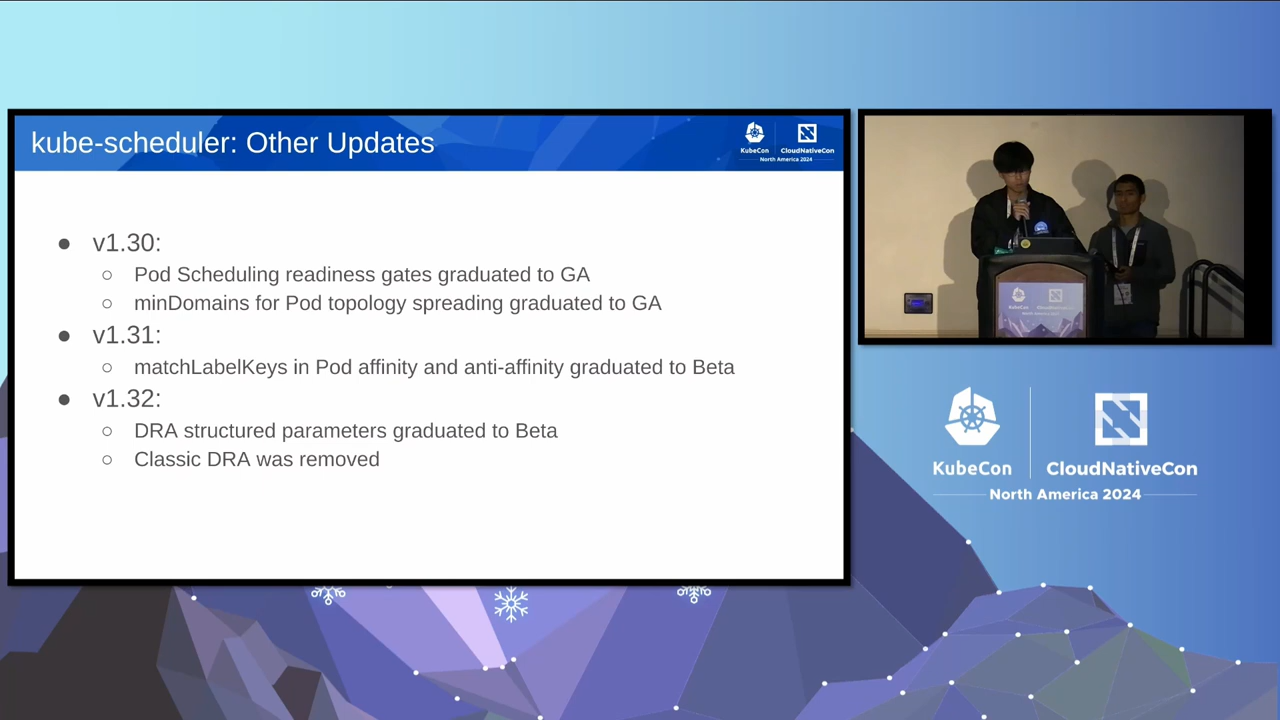 kube-scheduler: Other Updates
KubeCon
CloudNativeCon
North America 2024
● v1.30:
○ Pod Scheduling readiness gates graduated to GA
○ minDomains for Pod topology spreading graduated to GA
● v1.31:
○ matchLabelKeys in Pod affinity and anti-affinity graduated to Beta
● v1.32:
○ DRA structured parameters graduated to Beta
○ Classic DRA was removed
KubeCon
CloudNativeCon
North America 2024